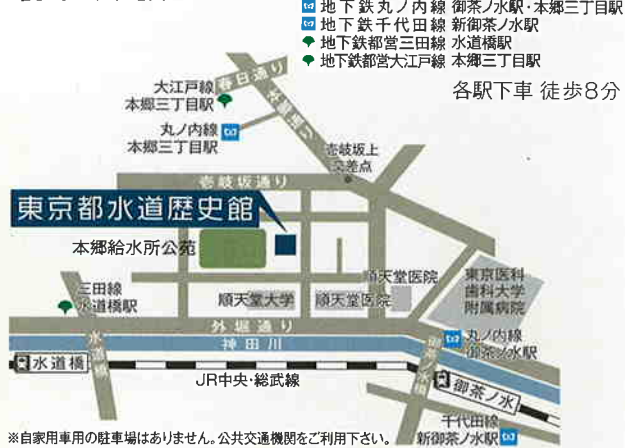 地下鉄丸ノ内線 御茶ノ水駅・本郷三丁目駅
地下鉄千代田線 新御茶ノ水駅
地下鉄都営三田線 水道橋駅
地下鉄都営大江戸線 本郷三丁目駅
各駅下車 徒歩8分
春日通り
大江戸線
本郷三丁目駅
丸ノ内線
本郷三丁目駅
壱岐坂上
交差点
壱岐坂通り
東京都水道歴史館
本郷給水所公苑
順天堂医院
東京医科
歯科大学
附属病院
三田線
水道橋駅
順天堂大学
順天堂医院
外堀通り
神田川
丸ノ内線
御茶ノ水駅
水道橋
水道橋
JR中央・総武線
御茶ノ水
千代田線
新御茶ノ水駅
※自家用車用の駐車場はありません。公共交通機関をご利用下さい。